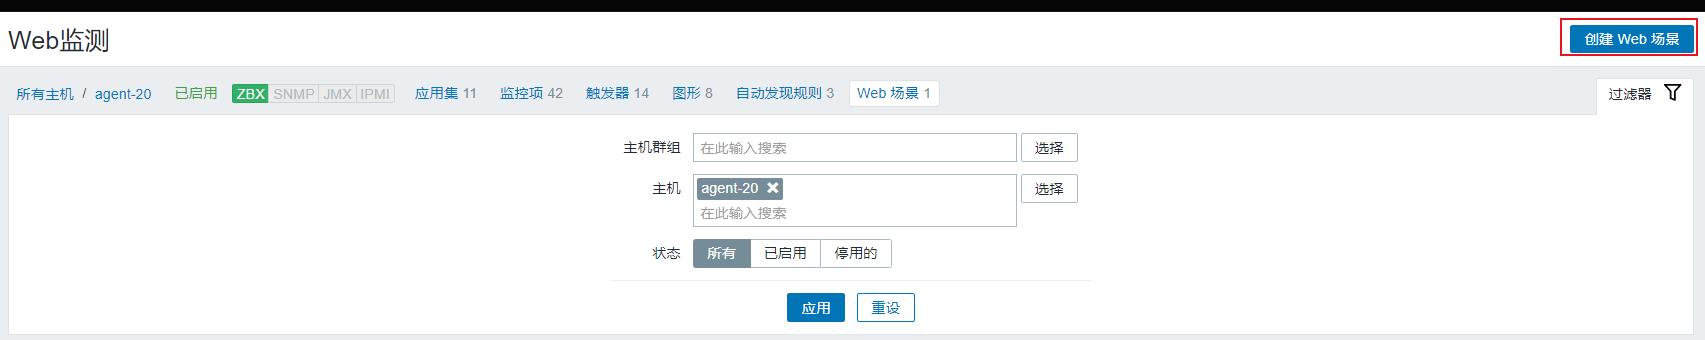 Web监测
创建 Web 场景
所有主机 / agent-20 已启用 ZBX SNMP JMX IPMI 应用集 11 监控项 42 触发器 14 图形 8 自动发现规则 3 Web 场景 1 过滤器
主机群组 在此输入搜索 选择
主机 agent-20 选择
在此输入搜索
状态 所有 已启用 停用的
应用 重设